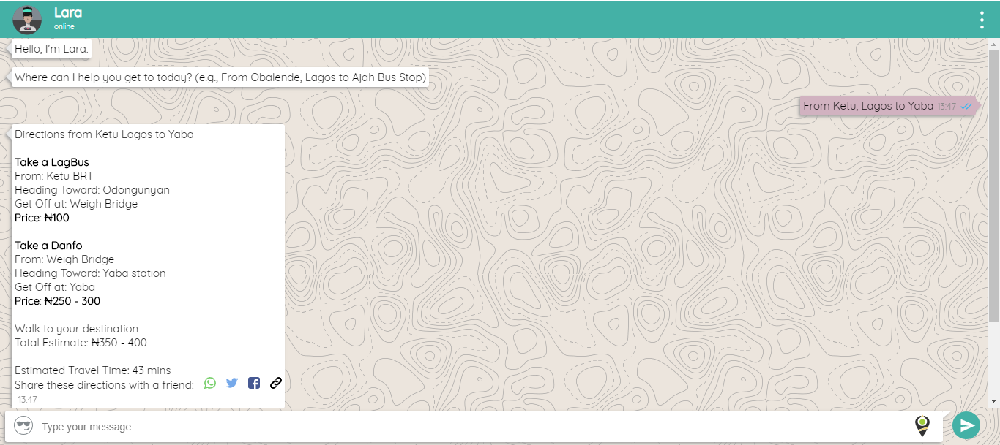 Lara
online
Hello, I'm Lara.
Where can I help you get to today? (e.g., From Obalende, Lagos to Ajah Bus Stop)
From Ketu, Lagos to Yaba 13:47
Directions from Ketu Lagos to Yaba
Take a LagBus
From: Ketu BRT
Heading Toward: Odongunyan
Get Off at: Weigh Bridge
Price: ₦100
Take a Danfo
From: Weigh Bridge
Heading Toward: Yaba station
Get Off at: Yaba
Price: ₦250 - 300
Walk to your destination
Total Estimate: ₦350 - 400
Estimated Travel Time: 43 mins
Share these directions with a friend:
13:47
Type your message